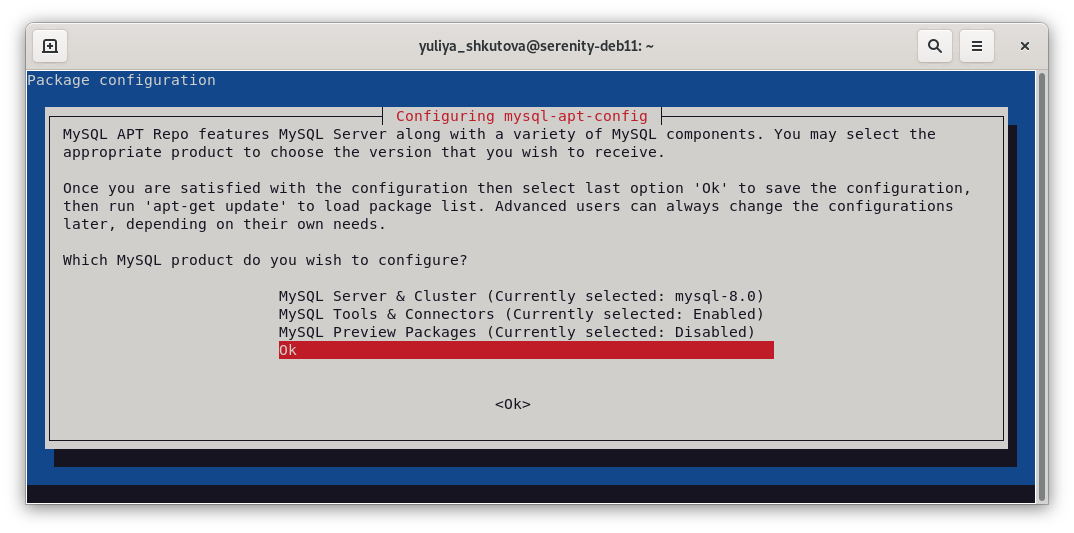 yuliya_shkutova@serenity-deb11: ~
Package configuration
Configuring mysql-apt-config
MySQL APT Repo features MySQL Server along with a variety of MySQL components. You may select the
appropriate product to choose the version that you wish to receive.
Once you are satisfied with the configuration then select last option 'Ok' to save the configuration,
then run 'apt-get update' to load package list. Advanced users can always change the configurations
later, depending on their own needs.
Which MySQL product do you wish to configure?
MySQL Server & Cluster (Currently selected: mysql-8.0)
MySQL Tools & Connectors (Currently selected: Enabled)
MySQL Preview Packages (Currently selected: Disabled)
Ok
<Ok>